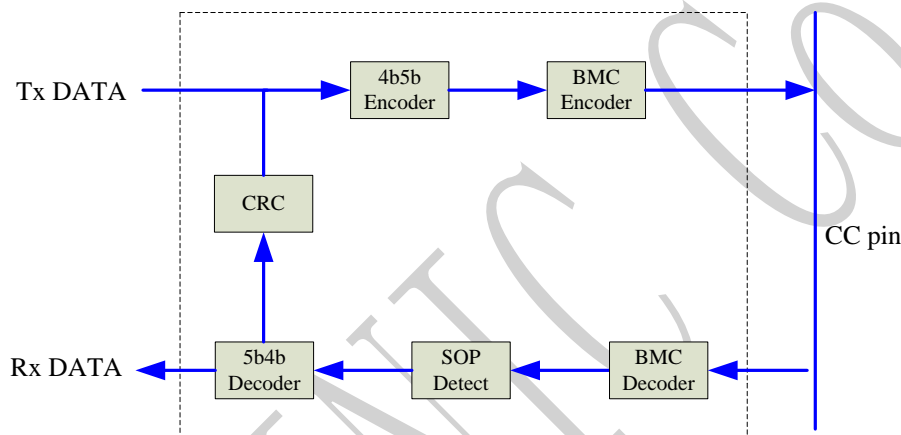 Tx DATA
4b5b
Encoder
BMC
Encoder
CRC
CC pin
Rx DATA
5b4b
Decoder
SOP
Detect
BMC
Decoder